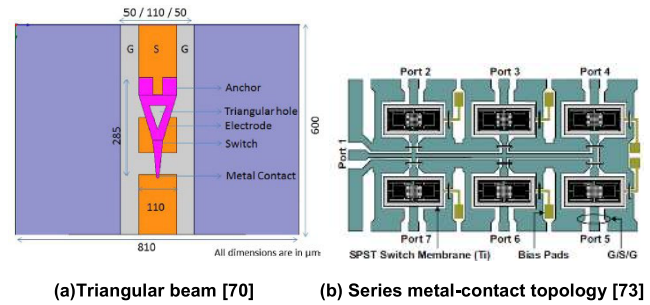 50 / 110 / 50
G
S
G
Anchor
Triangular hole
Electrode
Switch
Metal Contact
285
600
110
810
All dimensions are in μm
Port 2
Port 3
Port 4
Port 1
Port 7
Port 6
Port 5
SPST Switch Membrane (Ti)
Bias Pads
G/S/G
(a)Triangular beam [70]
(b) Series metal-contact topology [73]